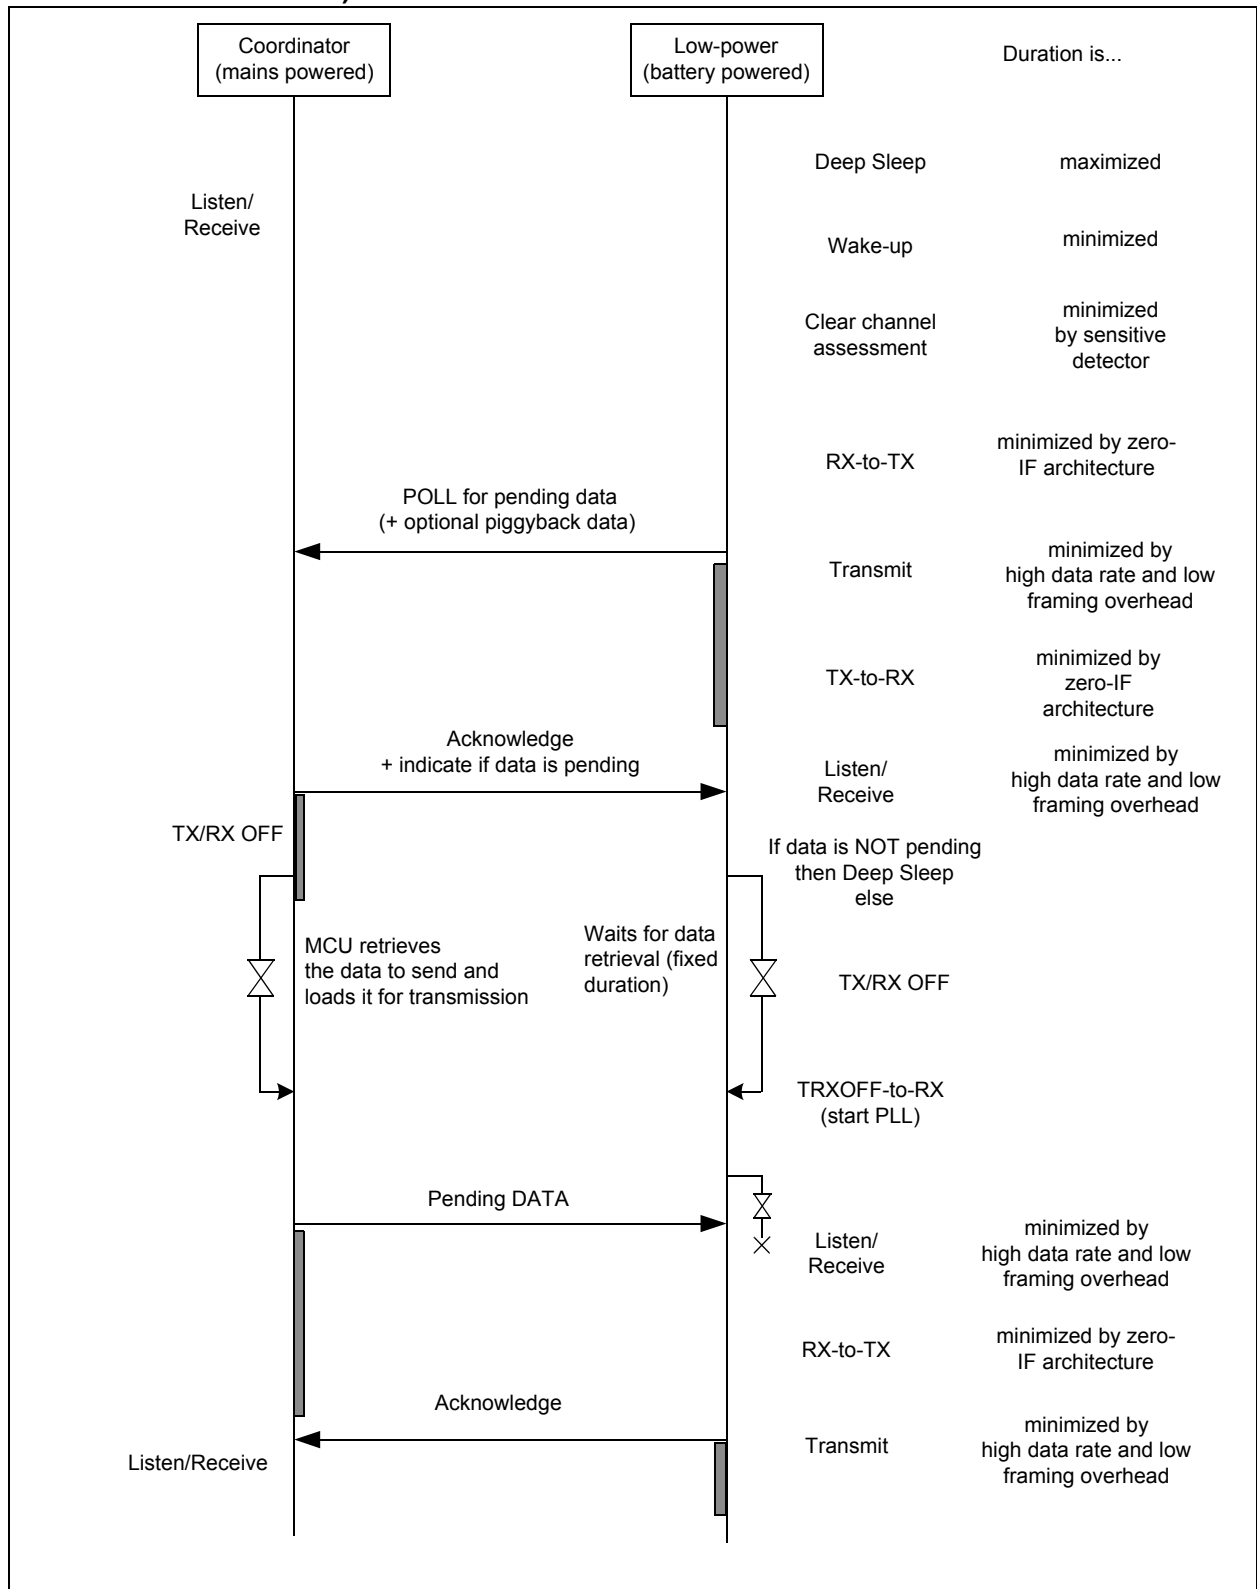 Coordinator
(mains powered)
Low-power
(battery powered)
Duration is...
Deep Sleep
maximized
Listen/
Receive
Wake-up
minimized
Clear channel
assessment
minimized
by sensitive
detector
RX-to-TX
minimized by zero-
IF architecture
POLL for pending data
(+ optional piggyback data)
Transmit
minimized by
high data rate and low
framing overhead
TX-to-RX
minimized by
zero-IF
architecture
Acknowledge
+ indicate if data is pending
Listen/
Receive
minimized by
high data rate and low
framing overhead
TX/RX OFF
If data is NOT pending
then Deep Sleep
else
MCU retrieves
the data to send and
loads it for transmission
Waits for data
retrieval (fixed
duration)
TX/RX OFF
TRXOFF-to-RX
(start PLL)
Pending DATA
Listen/
Receive
minimized by
high data rate and low
framing overhead
RX-to-TX
minimized by zero-
IF architecture
Acknowledge
Listen/Receive
Transmit
minimized by
high data rate and low
framing overhead